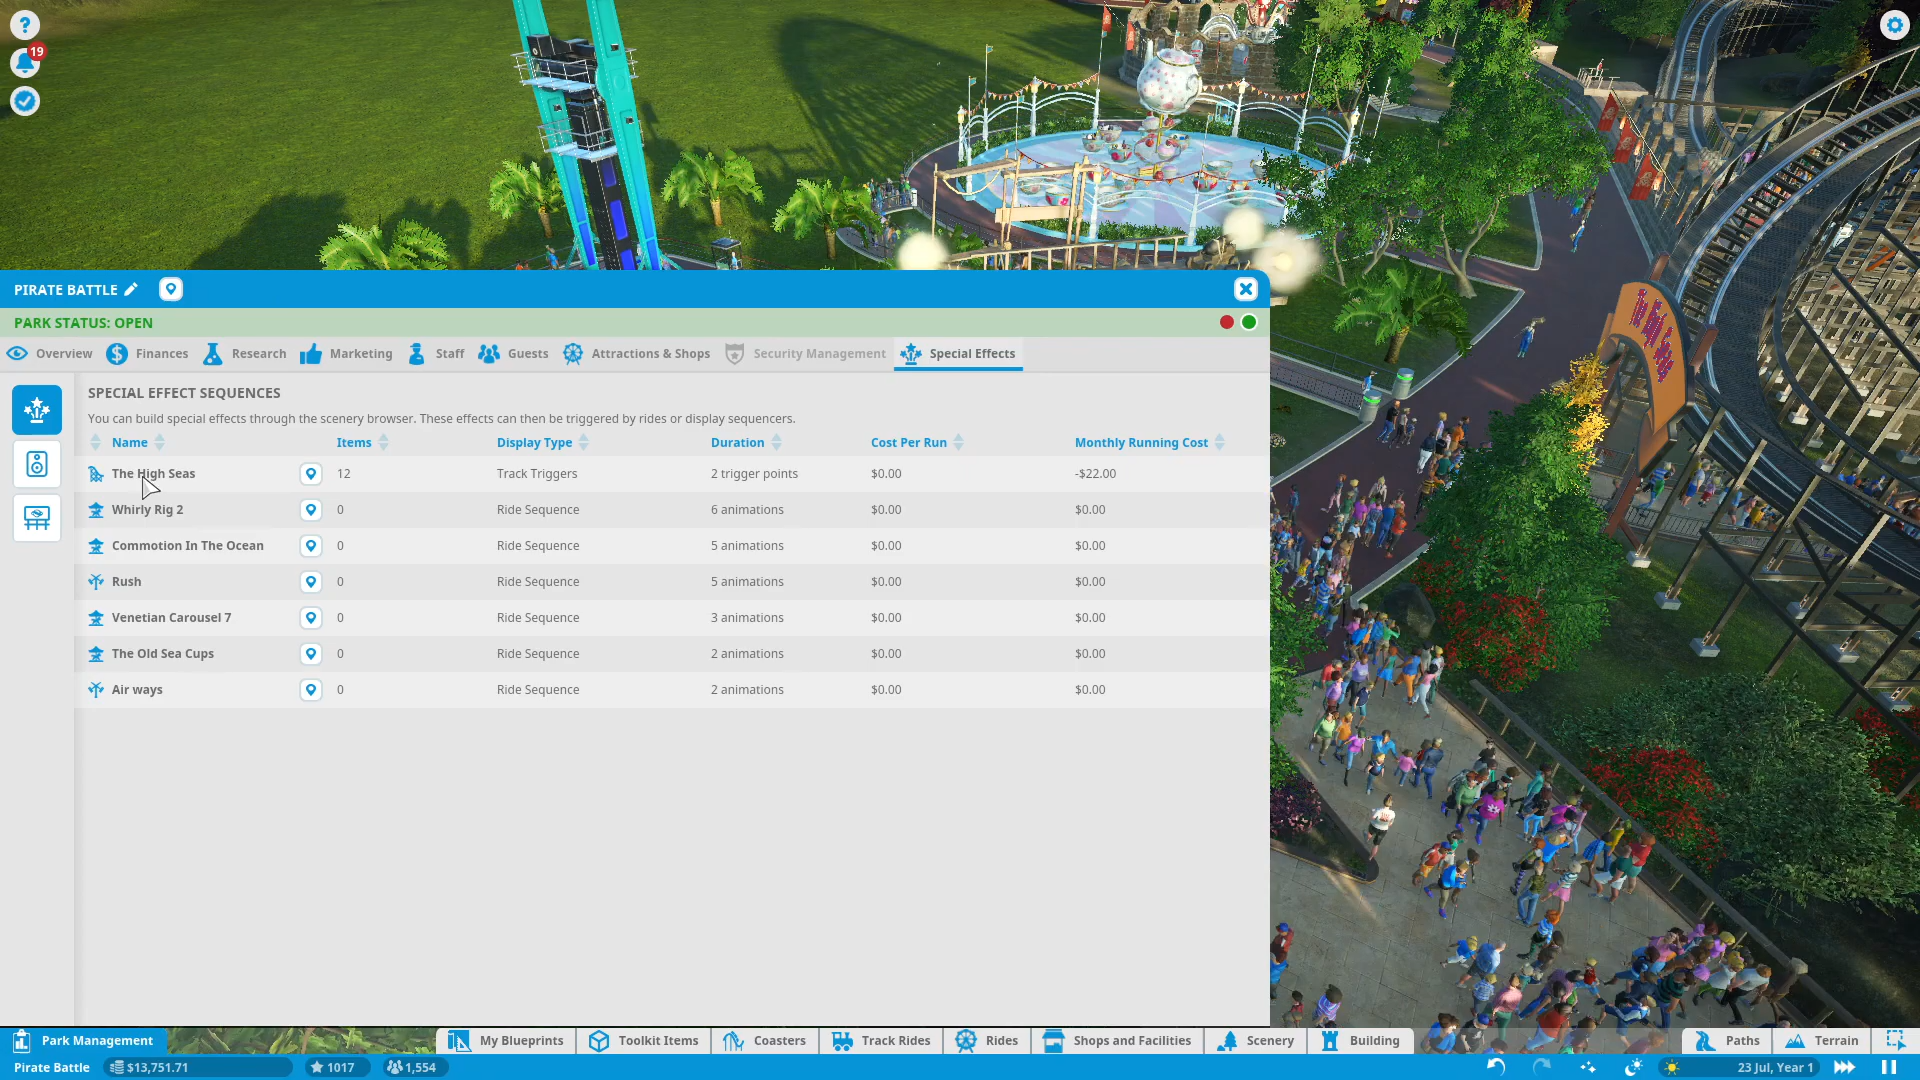 ?
19
PIRATE BATTLE
PARK STATUS: OPEN
Overview
Finances
Research
Marketing
Staff
Guests
Attractions & Shops
Security Management
Special Effects
SPECIAL EFFECT SEQUENCES
You can build special effects through the scenery browser. These effects can then be triggered by rides or display sequencers.
Name Items Display Type Duration Cost Per Run Monthly Running Cost
The High Seas 12 Track Triggers 2 trigger points $0.00 -$22.00
Whirly Rig 2 0 Ride Sequence 6 animations $0.00 $0.00
Commotion In The Ocean 0 Ride Sequence 5 animations $0.00 $0.00
Rush 0 Ride Sequence 5 animations $0.00 $0.00
Venetian Carousel 7 0 Ride Sequence 3 animations $0.00 $0.00
The Old Sea Cups 0 Ride Sequence 2 animations $0.00 $0.00
Air ways 0 Ride Sequence 2 animations $0.00 $0.00
Park Management
My Blueprints
Toolkit Items
Coasters
Track Rides
Rides
Shops and Facilities
Scenery
Building
Paths
Terrain
Pirate Battle $13,751.71 1017 1,554 23 Jul, Year 1